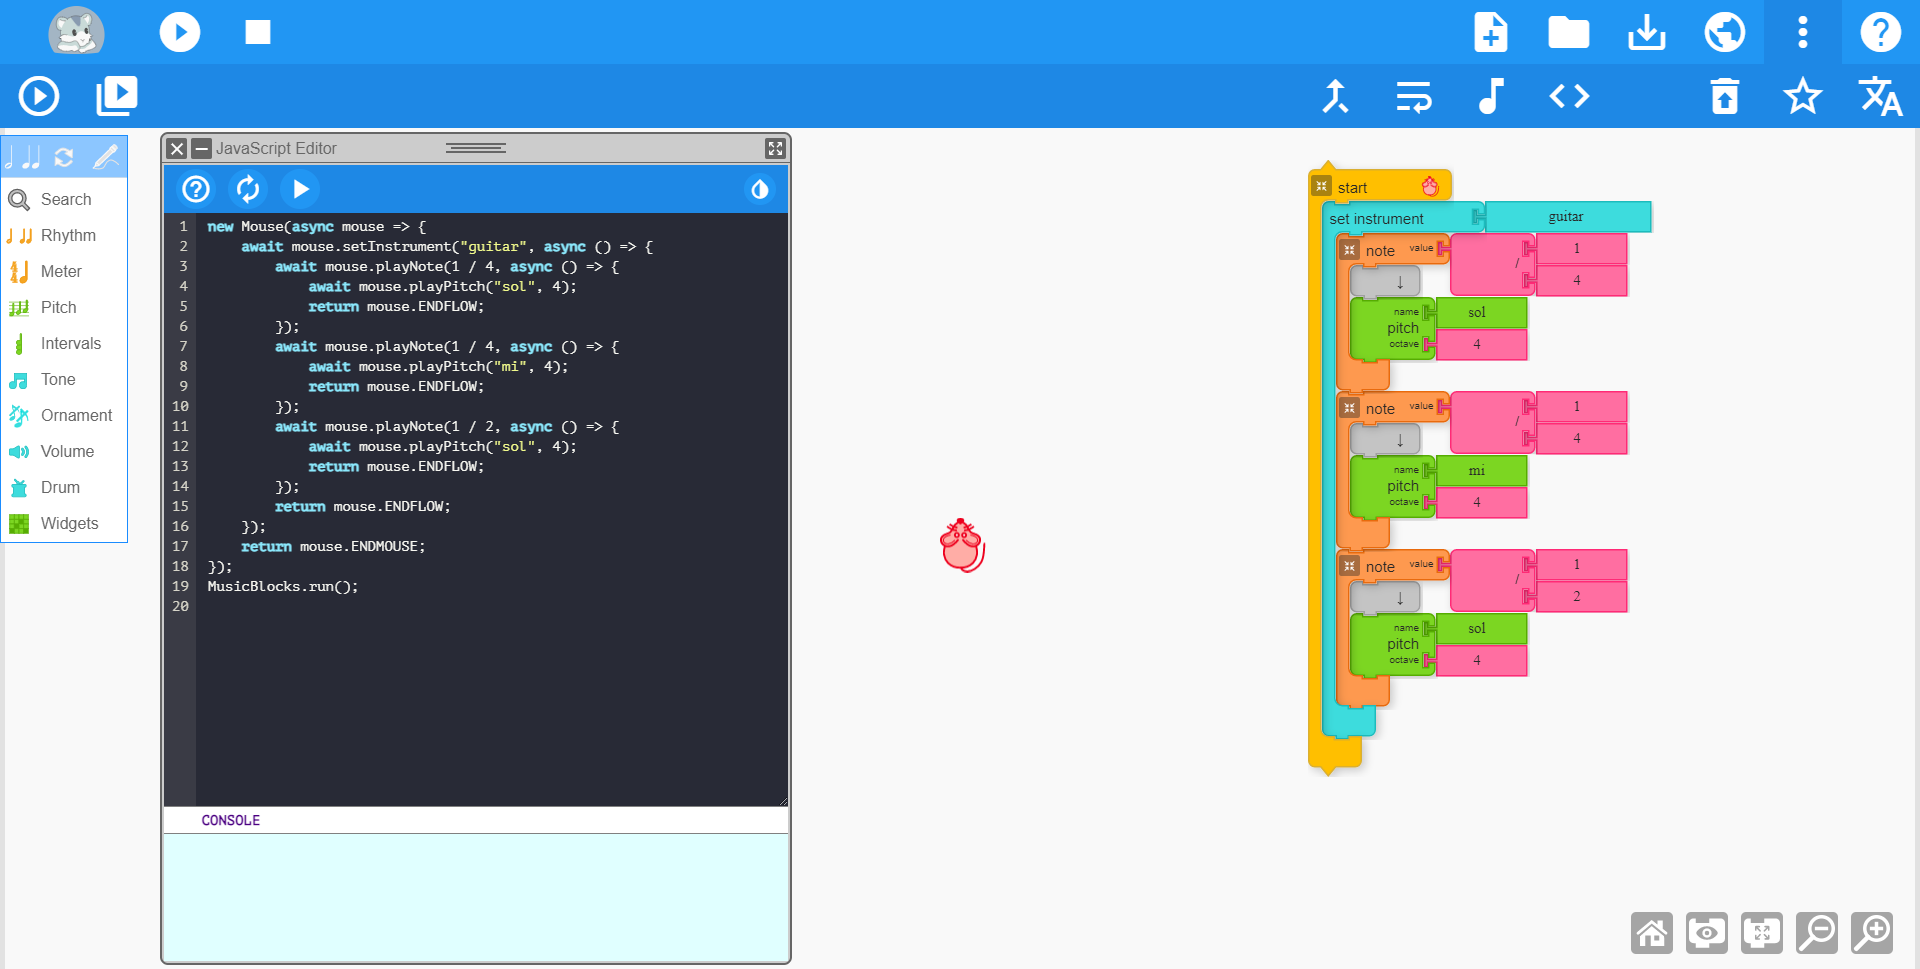 JavaScript Editor
Search
Rhythm
Meter
Pitch
Intervals
Tone
Ornament
Volume
Drum
Widgets
1 new Mouse(async mouse => {
2     await mouse.setInstrument("guitar", async () => {
3         await mouse.playNote(1 / 4, async () => {
4             await mouse.playPitch("sol", 4);
5             return mouse.ENDFLOW;
6         });
7         await mouse.playNote(1 / 4, async () => {
8             await mouse.playPitch("mi", 4);
9             return mouse.ENDFLOW;
10         });
11         await mouse.playNote(1 / 2, async () => {
12             await mouse.playPitch("sol", 4);
13             return mouse.ENDFLOW;
14         });
15         return mouse.ENDFLOW;
16     });
17     return mouse.ENDMOUSE;
18 });
19 MusicBlocks.run();
20
CONSOLE
start
set instrument guitar
note value / 1
4
↓
name sol
pitch
octave 4
note value / 1
4
↓
name mi
pitch
octave 4
note value / 1
2
↓
name sol
pitch
octave 4